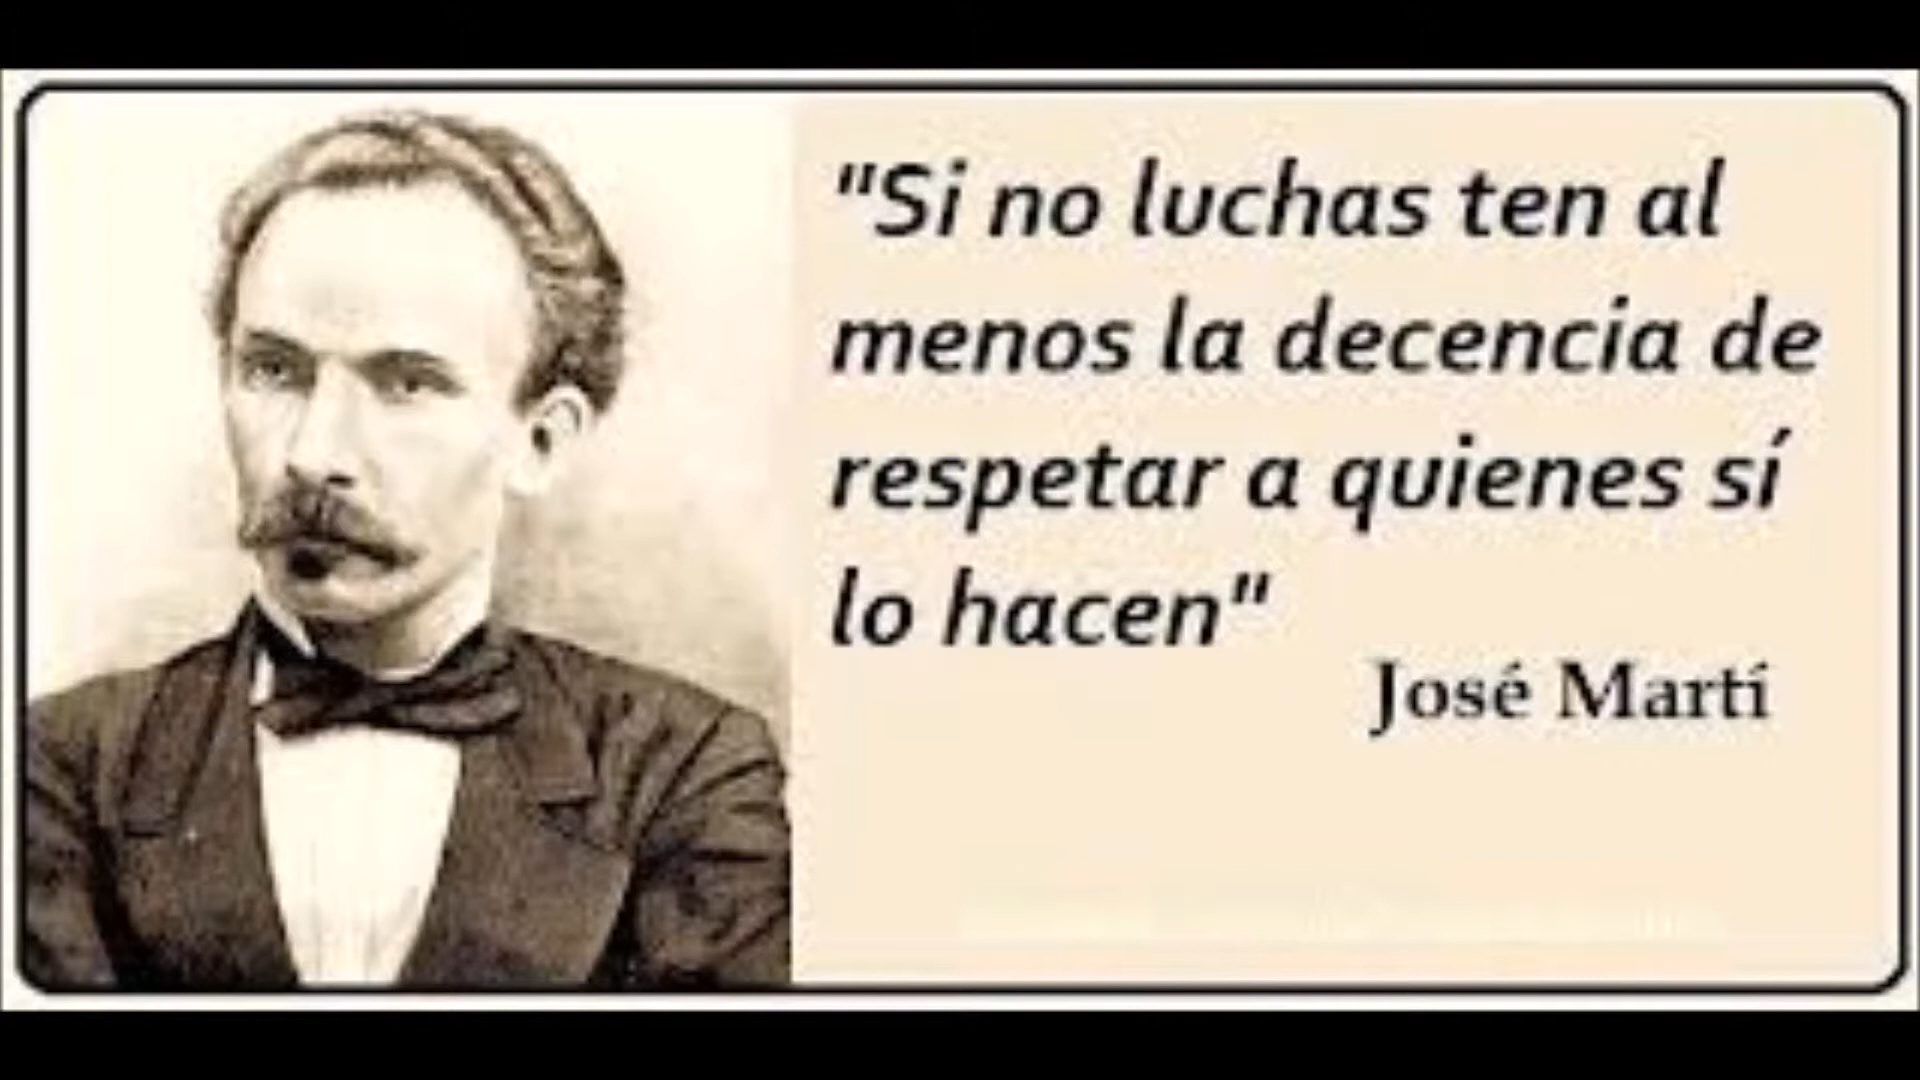 "Si no luchas ten al
menos la decencia de
respetar a quienes sí
lo hacen"
José Martí